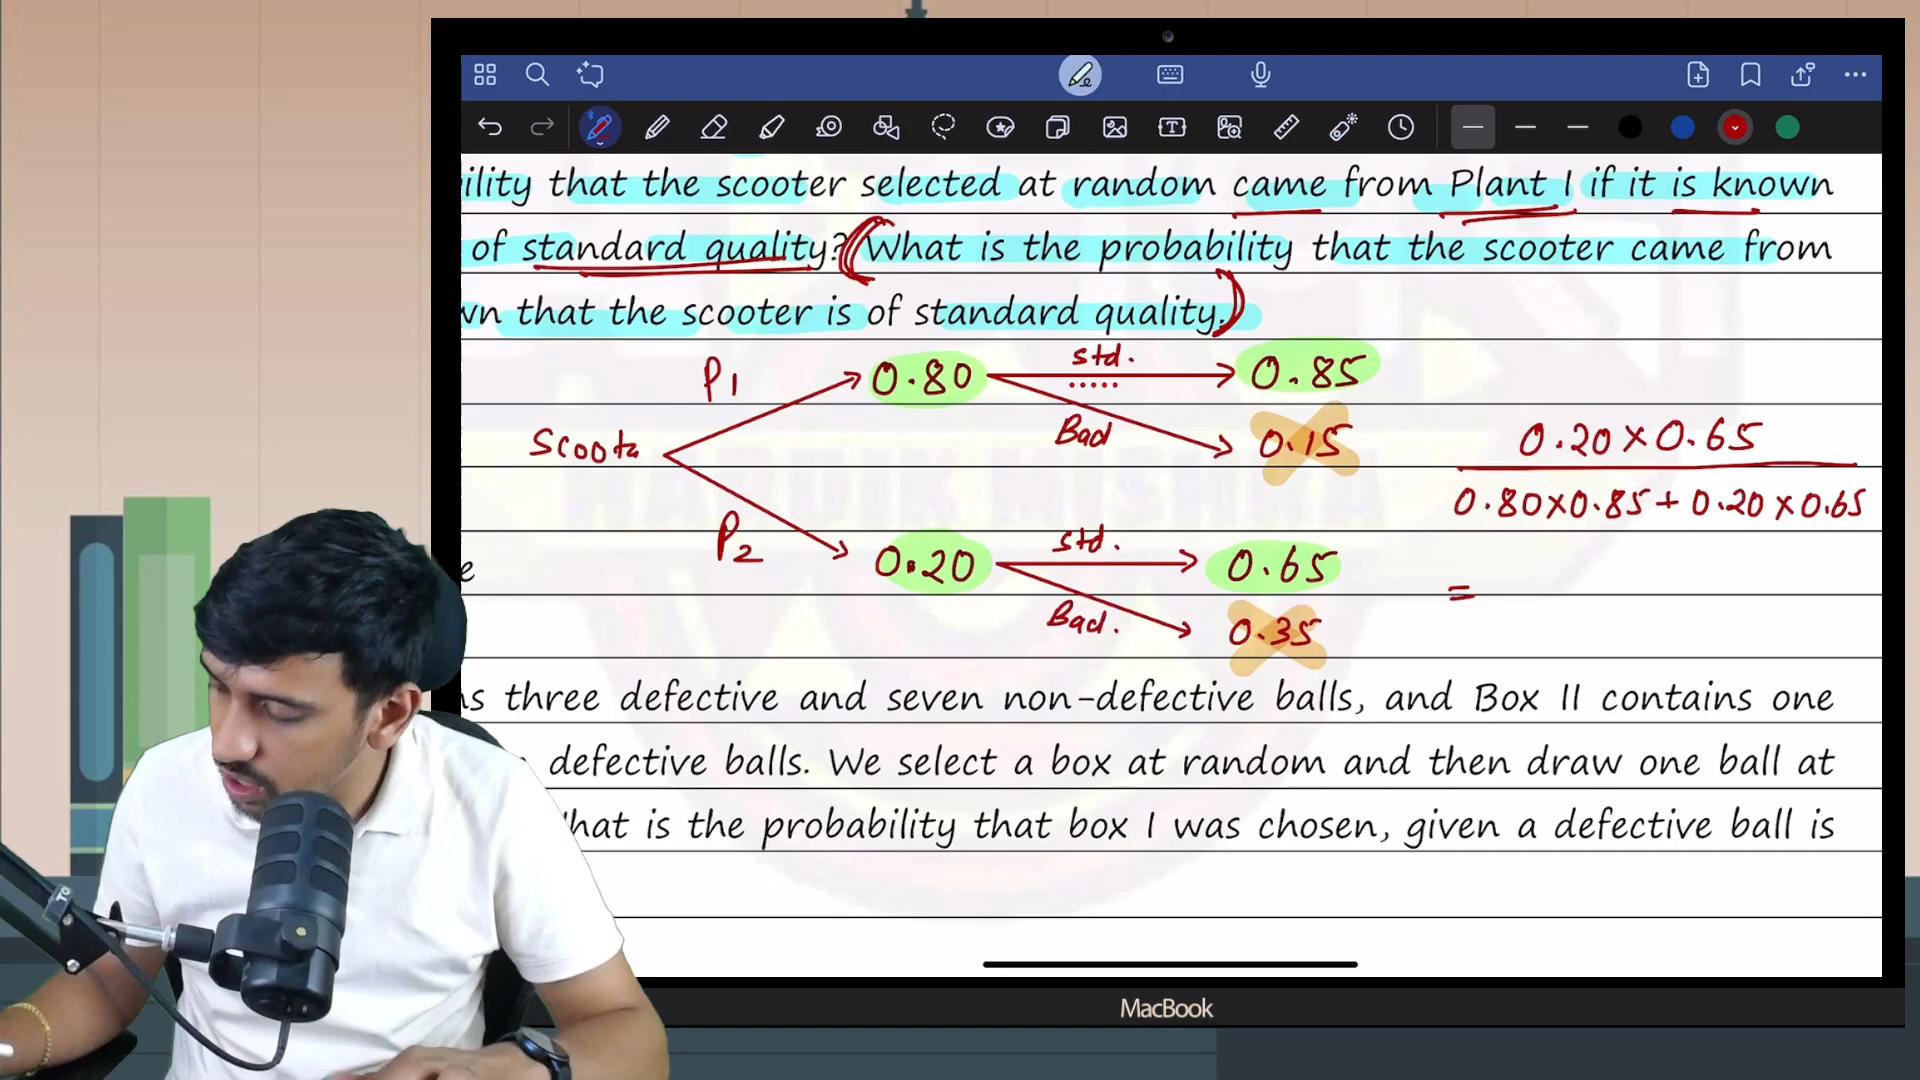 ility that the scooter selected at random came from Plant I if it is known
of standard quality? (What is the probability that the scooter came from
wn that the scooter is of standard quality.)
P1 0.80 std. 0.85
Bad 0.15
Scoote
0.20 × 0.65
0.80×0.85 + 0.20 × 0.65
P2 0.20 std. 0.65
=
e
Bad. 0.35
ns three defective and seven non-defective balls, and Box II contains one
defective balls. We select a box at random and then draw one ball at
hat is the probability that box I was chosen, given a defective ball is
MacBook